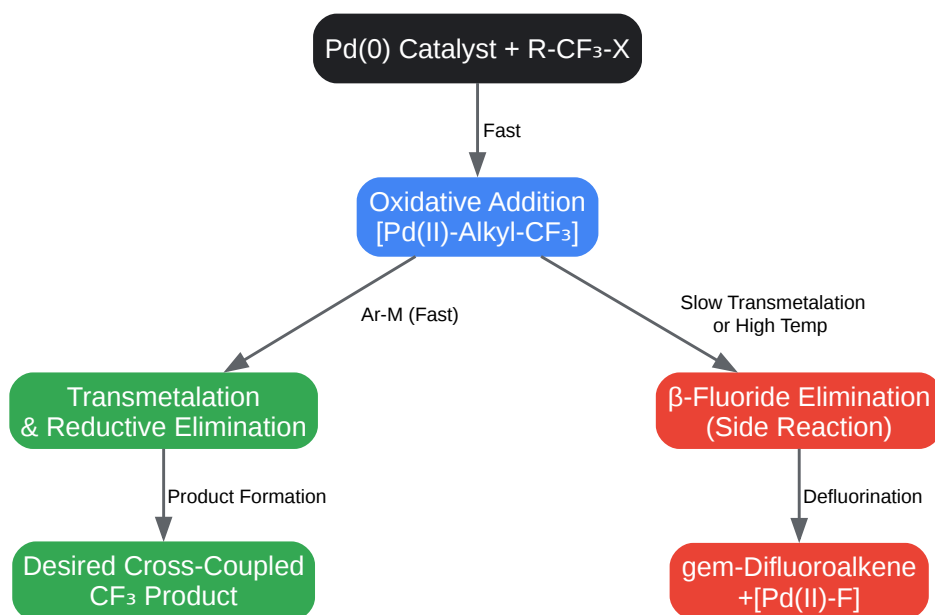 Pd(0) Catalyst + R-CF₃-X
Fast
Oxidative Addition
[Pd(II)-Alkyl-CF₃]
Ar-M (Fast)
Slow Transmetalation
or High Temp
Transmetalation
& Reductive Elimination
β-Fluoride Elimination
(Side Reaction)
Product Formation
Defluorination
Desired Cross-Coupled
CF₃ Product
gem-Difluoroalkene
+[Pd(II)-F]